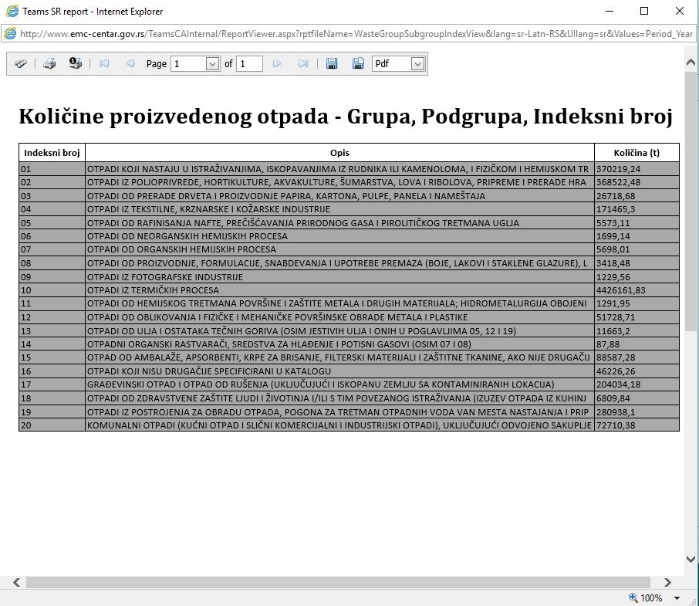 Teams SR report - Internet Explorer
http://www.emc-centar.gov.rs/TeamsCAInternal/ReportViewer.aspx?rptfileName=WasteGroupSubgroupIndexView&lang=sr-Latn-RS&UIlang=sr&Values=Period_Year
Page 1 of 1 Pdf
Količine proizvedenog otpada - Grupa, Podgrupa, Indeksni broj
Indeksni broj Opis Količina (t)
01 OTPADI KOJI NASTAJU U ISTRAŽIVANJIMA, ISKOPAVANJIMA IZ RUDNIKA ILI KAMENOLOMA, I FIZIČKOM I HEMIJSKOM TR 370219,24
02 OTPADI IZ POLJOPRIVREDE, HORTIKULTURE, AKVAKULTURE, ŠUMARSTVA, LOVA I RIBOLOVA, PRIPREME I PRERADE HRA 368522,48
03 OTPADI OD PRERADE DRVETA I PROIZVODNJE PAPIRA, KARTONA, PULPE, PANELA I NAMEŠTAJA 26718,68
04 OTPADI IZ TEKSTILNE, KRZNARSKE I KOŽARSKE INDUSTRIJE 171465,3
05 OTPADI OD RAFINISANJA NAFTE, PREČIŠĆAVANJA PRIRODNOG GASA I PIROLITIČKOG TRETMANA UGLJA 5573,11
06 OTPADI OD NEORGANSKIH HEMIJSKIH PROCESA 1699,14
07 OTPADI OD ORGANSKIH HEMIJSKIH PROCESA 5698,01
08 OTPADI OD PROIZVODNJE, FORMULACIJE, SNABDEVANJA I UPOTREBE PREMAZA (BOJE, LAKOVI I STAKLENE GLAZURE), L 3418,48
09 OTPADI IZ FOTOGRAFSKE INDUSTRIJE 1229,56
10 OTPADI IZ TERMIČKIH PROCESA 4426161,83
11 OTPADI OD HEMIJSKOG TRETMANA POVRŠINE I ZAŠTITE METALA I DRUGIH MATERIJALA; HIDROMETALURGIJA OBOJENI 1291,95
12 OTPADI OD OBLIKOVANJA I FIZIČKE I MEHANIČKE POVRŠINSKE OBRADE METALA I PLASTIKE 51728,71
13 OTPADI OD ULJA I OSTATAKA TEČNIH GORIVA (OSIM JESTIVIH ULJA I ONIH U POGLAVLJIMA 05, 12 I 19) 11663,2
14 OTPADNI ORGANSKI RASTVARAČI, SREDSTVA ZA HLAĐENJE I POTISNI GASOVI (OSIM 07 I 08) 87,88
15 OTPAD OD AMBALAŽE, APSORBENTI, KRPE ZA BRISANJE, FILTERSKI MATERIJALI I ZAŠTITNE TKANINE, AKO NIJE DRUGAČIJ 88587,28
16 OTPADI KOJI NISU DRUGAČIJE SPECIFICIRANI U KATALOGU 46226,26
17 GRAĐEVINSKI OTPAD I OTPAD OD RUŠENJA (UKLJUČUJUĆI I ISKOPANU ZEMLJU SA KONTAMINIRANIH LOKACIJA) 204034,18
18 OTPADI OD ZDRAVSTVENE ZAŠTITE LJUDI I ŽIVOTINJA I/ILI S TIM POVEZANOG ISTRAŽIVANJA (IZUZEV OTPADA IZ KUHINJ 6809,84
19 OTPADI IZ POSTROJENJA ZA OBRADU OTPADA, POGONA ZA TRETMAN OTPADNIH VODA VAN MESTA NASTAJANJA I PRIP 280938,1
20 KOMUNALNI OTPADI (KUĆNI OTPAD I SLIČNI KOMERCIJALNI I INDUSTRIJSKI OTPADI), UKLJUČUJUĆI ODVOJENO SAKUPLJE 72710,38
100%